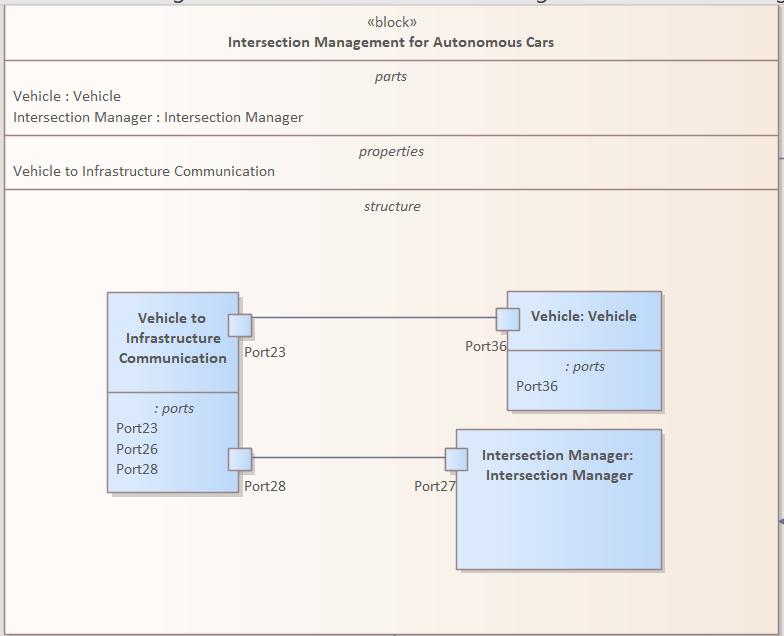 «block»
Intersection Management for Autonomous Cars
parts
Vehicle : Vehicle
Intersection Manager : Intersection Manager
properties
Vehicle to Infrastructure Communication
structure
Vehicle to
Infrastructure
Communication
: ports
Port23
Port26
Port28
Port23
Port28
Port36
Vehicle: Vehicle
: ports
Port36
Port27
Intersection Manager:
Intersection Manager